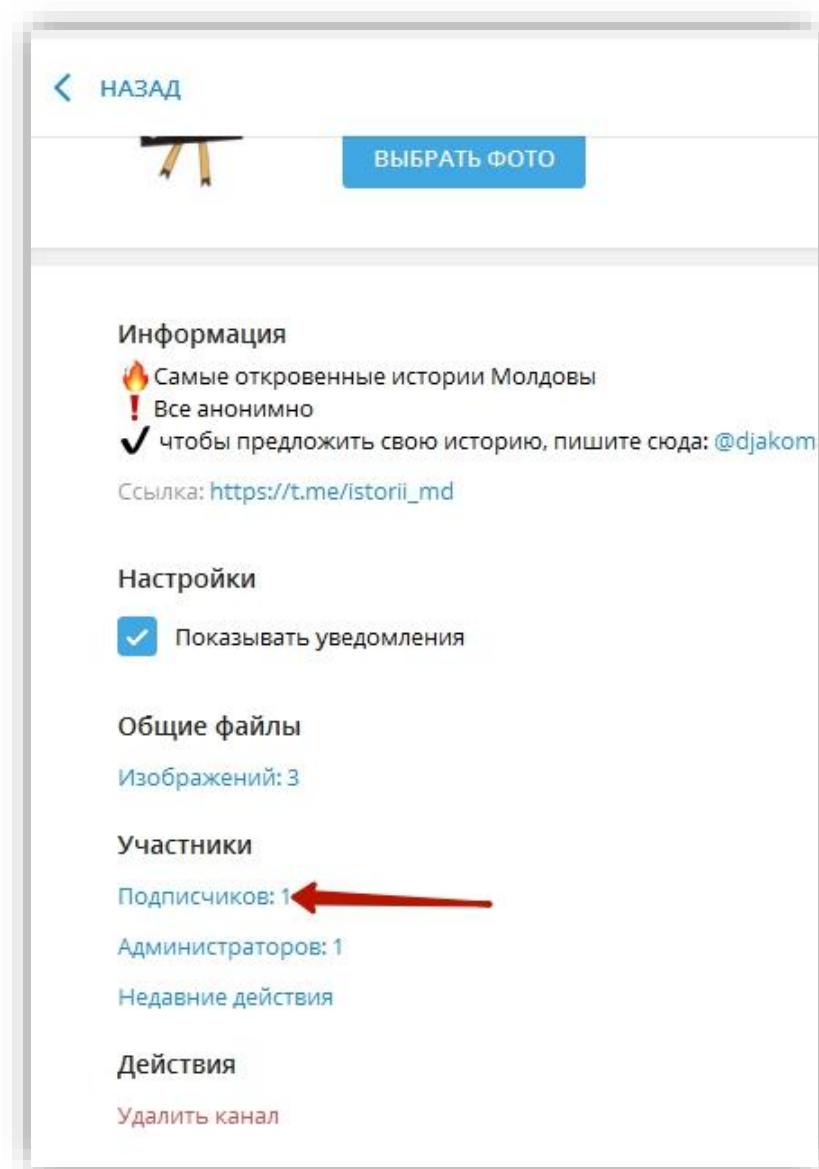 НАЗАД
ВЫБРАТЬ ФОТО
Информация
🔥Самые откровенные истории Молдовы
❗Все анонимно
✔ чтобы предложить свою историю, пишите сюда: @djakom
Ссылка: https://t.me/istorii_md
Настройки
Показывать уведомления
Общие файлы
Изображений: 3
Участники
Подписчиков: 1
Администраторов: 1
Недавние действия
Действия
Удалить канал